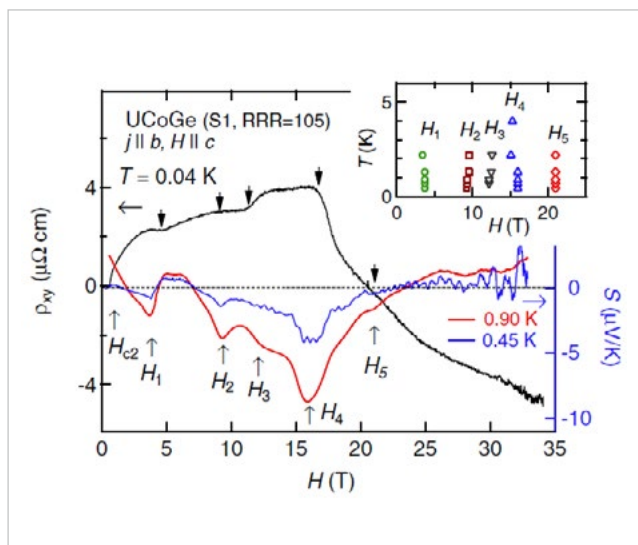 UCoGe (S1, RRR=105)
j || b, H || c
T = 0.04 K
ρxy (μΩ cm)
4
0
-4
0
5
10
15
20
25
30
35
H (T)
Hc2
H1
H2
H3
H4
H5
0.90 K
0.45 K
0
-5
-10
S (μV/K)
H1
H2
H3
H4
H5
T (K)
5
0
0
10
20
H (T)